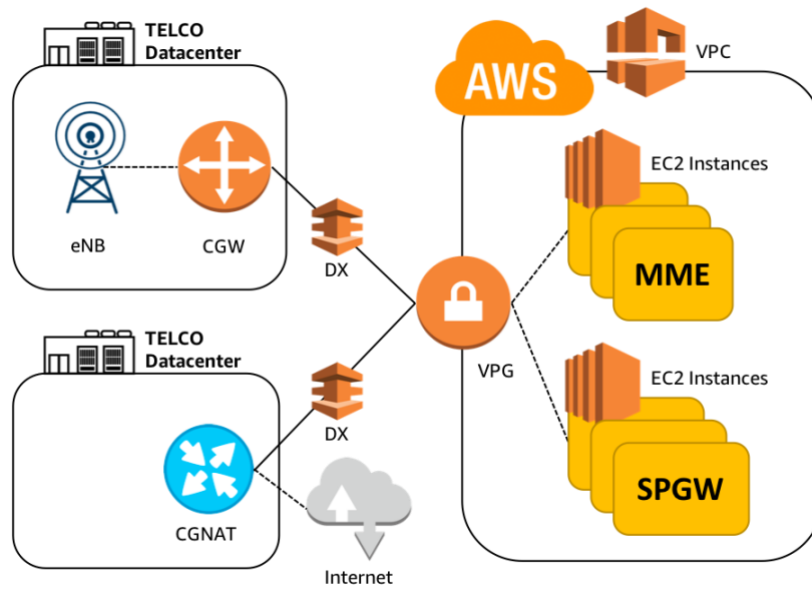 TELCO
Datacenter
eNB
CGW
DX
AWS
VPC
EC2 Instances
MME
VPG
TELCO
Datacenter
DX
CGNAT
Internet
EC2 Instances
SPGW